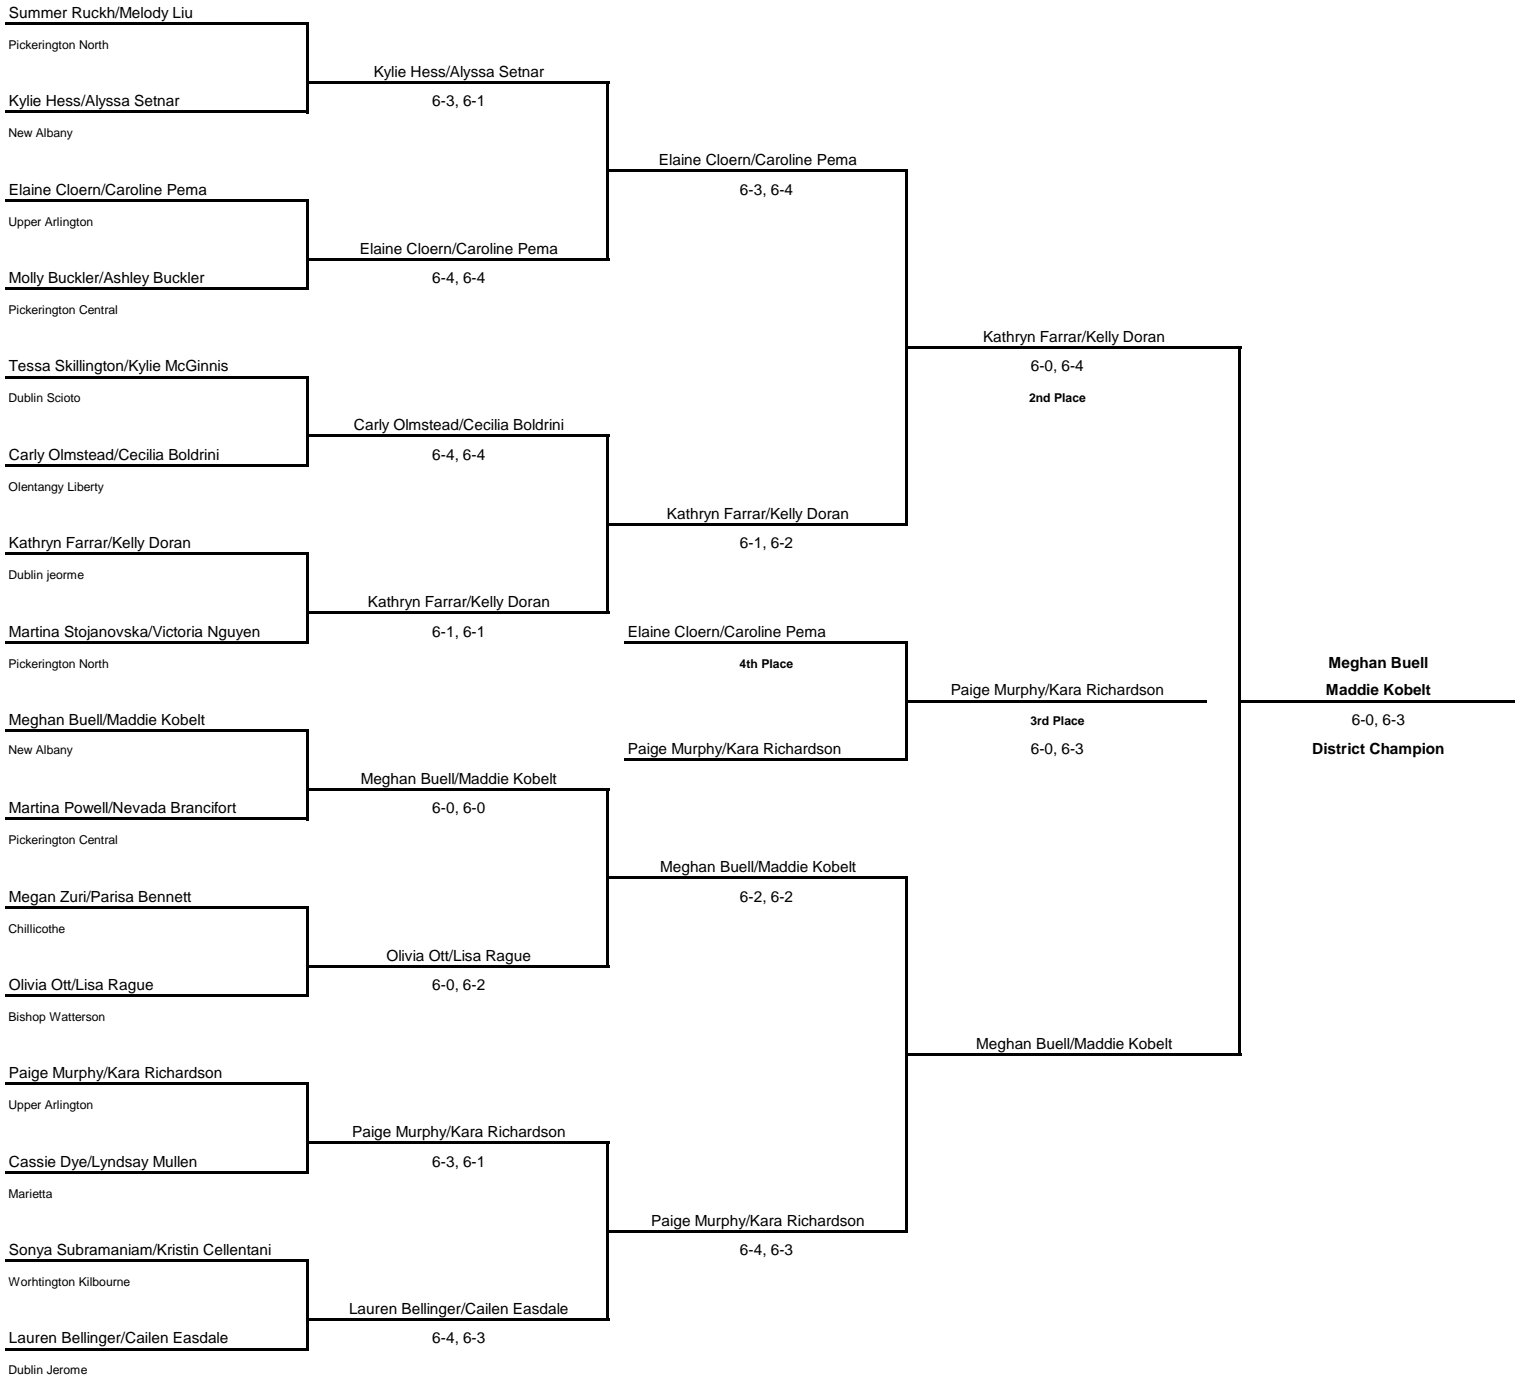 Summer Ruckh/Melody Liu
Pickerington North
Kylie Hess/Alyssa Setnar
Kylie Hess/Alyssa Setnar
6-3, 6-1
New Albany
Elaine Cloern/Caroline Pema
Elaine Cloern/Caroline Pema
6-3, 6-4
Upper Arlington
Elaine Cloern/Caroline Pema
Molly Buckler/Ashley Buckler
6-4, 6-4
Pickerington Central
Kathryn Farrar/Kelly Doran
Tessa Skillington/Kylie McGinnis
6-0, 6-4
Dublin Scioto
2nd Place
Carly Olmstead/Cecilia Boldrini
Carly Olmstead/Cecilia Boldrini
6-4, 6-4
Olentangy Liberty
Kathryn Farrar/Kelly Doran
Kathryn Farrar/Kelly Doran
6-1, 6-2
Dublin jeorme
Kathryn Farrar/Kelly Doran
Martina Stojanovska/Victoria Nguyen
6-1, 6-1
Elaine Cloern/Caroline Pema
Pickerington North
4th Place
Meghan Buell
Paige Murphy/Kara Richardson
Maddie Kobelt
Meghan Buell/Maddie Kobelt
3rd Place
6-0, 6-3
New Albany
Paige Murphy/Kara Richardson
6-0, 6-3
District Champion
Meghan Buell/Maddie Kobelt
Martina Powell/Nevada Brancifort
6-0, 6-0
Pickerington Central
Meghan Buell/Maddie Kobelt
Megan Zuri/Parisa Bennett
6-2, 6-2
Chillicothe
Olivia Ott/Lisa Rague
Olivia Ott/Lisa Rague
6-0, 6-2
Bishop Watterson
Meghan Buell/Maddie Kobelt
Paige Murphy/Kara Richardson
Upper Arlington
Paige Murphy/Kara Richardson
Cassie Dye/Lyndsay Mullen
6-3, 6-1
Marietta
Paige Murphy/Kara Richardson
Sonya Subramaniam/Kristin Cellentani
6-4, 6-3
Worhtington Kilbourne
Lauren Bellinger/Cailen Easdale
Lauren Bellinger/Cailen Easdale
6-4, 6-3
Dublin Jerome